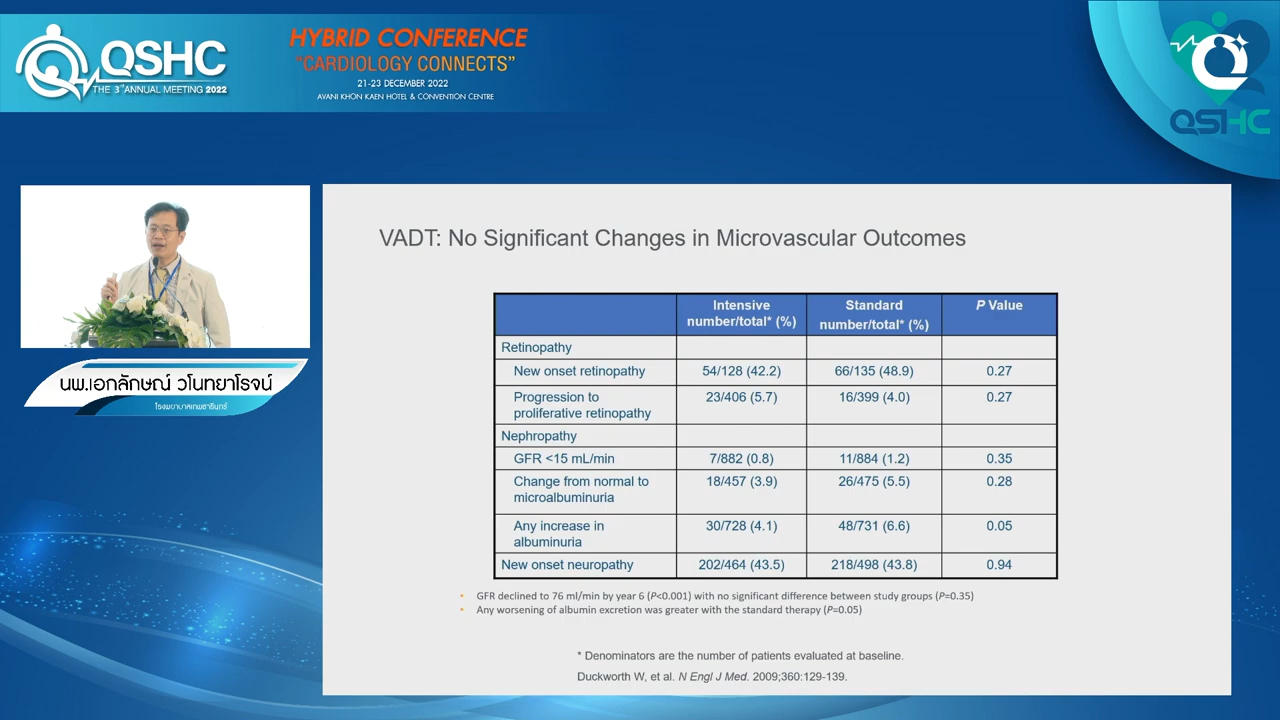 QSHC
THE 3rd ANNUAL MEETING 2022
HYBRID CONFERENCE
"CARDIOLOGY CONNECTS"
21-23 DECEMBER 2022
AVANI KHON KAEN HOTEL & CONVENTION CENTRE
QSHC
นพ.เอกลักษณ์ วโนทยาโรจน์
โรงพยาบาลเทพธารินทร์
VADT: No Significant Changes in Microvascular Outcomes
Intensive number/total* (%) Standard number/total* (%) P Value
Retinopathy
New onset retinopathy 54/128 (42.2) 66/135 (48.9) 0.27
Progression to proliferative retinopathy 23/406 (5.7) 16/399 (4.0) 0.27
Nephropathy
GFR <15 mL/min 7/882 (0.8) 11/884 (1.2) 0.35
Change from normal to microalbuminuria 18/457 (3.9) 26/475 (5.5) 0.28
Any increase in albuminuria 30/728 (4.1) 48/731 (6.6) 0.05
New onset neuropathy 202/464 (43.5) 218/498 (43.8) 0.94
• GFR declined to 76 ml/min by year 6 (P<0.001) with no significant difference between study groups (P=0.35)
• Any worsening of albumin excretion was greater with the standard therapy (P=0.05)
* Denominators are the number of patients evaluated at baseline.
Duckworth W, et al. N Engl J Med. 2009;360:129-139.